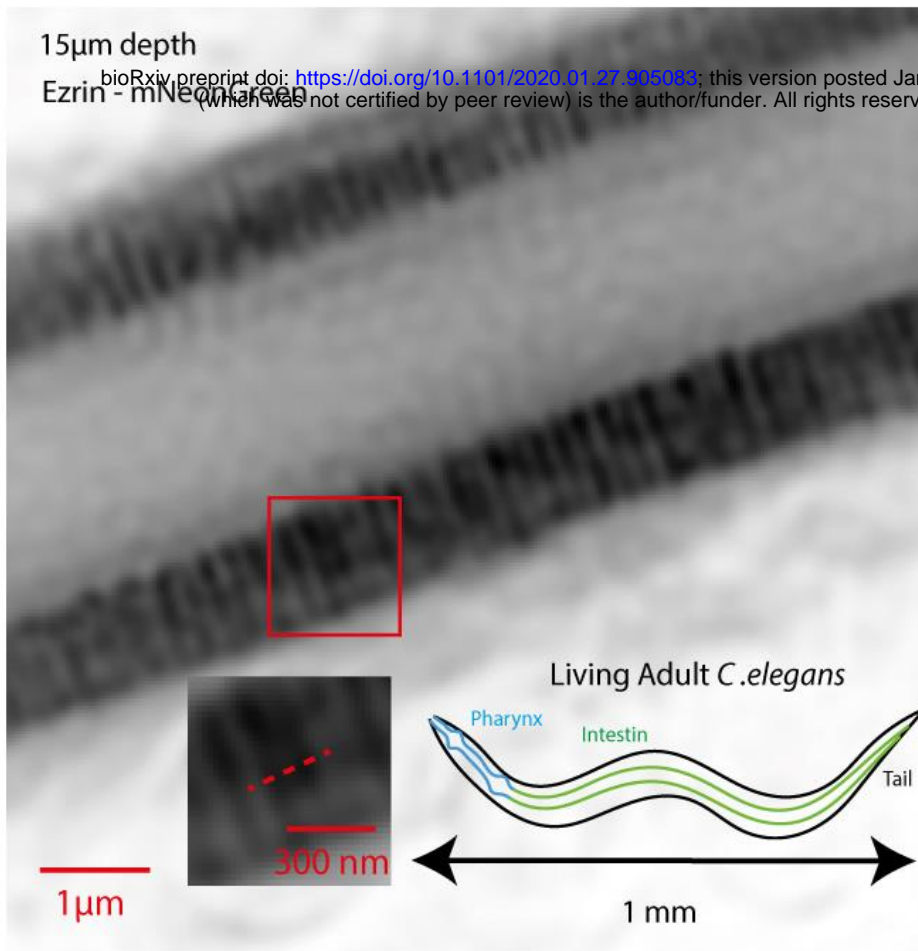 15µm depth
bioRxiv preprint doi: https://doi.org/10.1101/2020.01.27.905083; this version posted Jan
Ezrin - mNeonGreen
(which was not certified by peer review) is the author/funder. All rights reserv
Living Adult C.elegans
Pharynx
Intestin
Tail
300 nm
1µm
1 mm